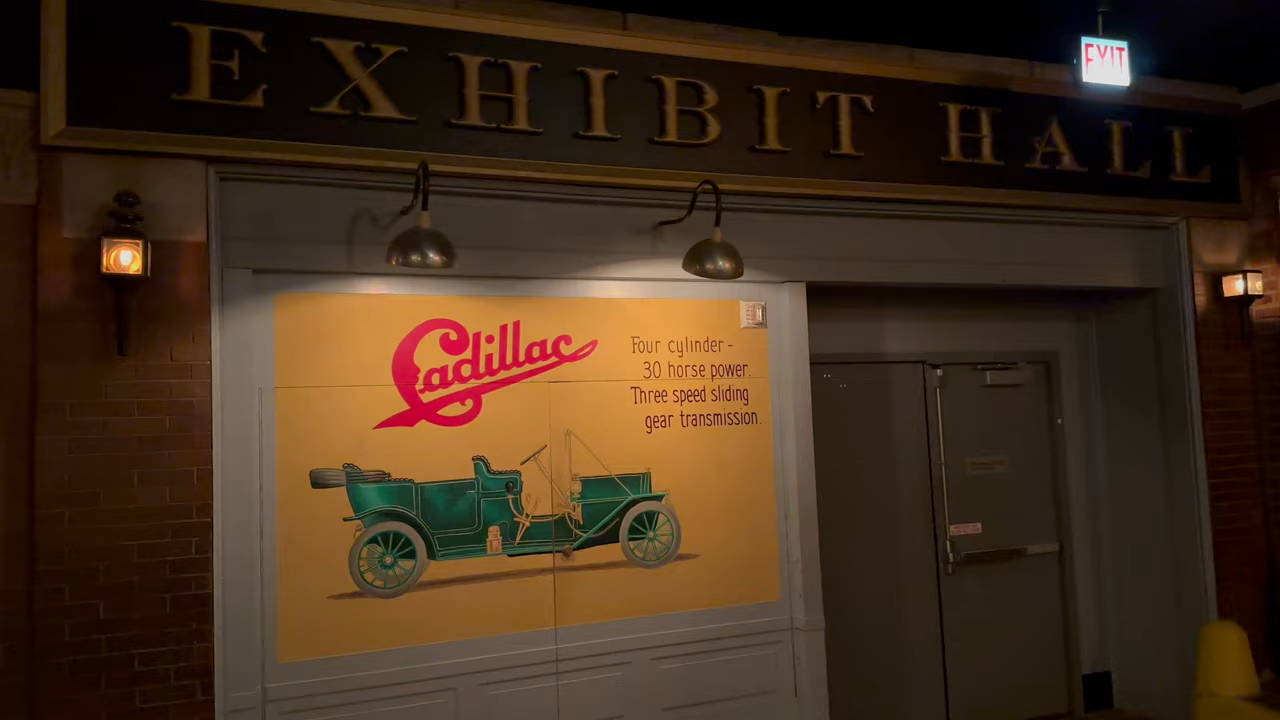 EXHIBIT HALL
EXIT
Cadillac
Four cylinder -
30 horse power.
Three speed sliding
gear transmission.